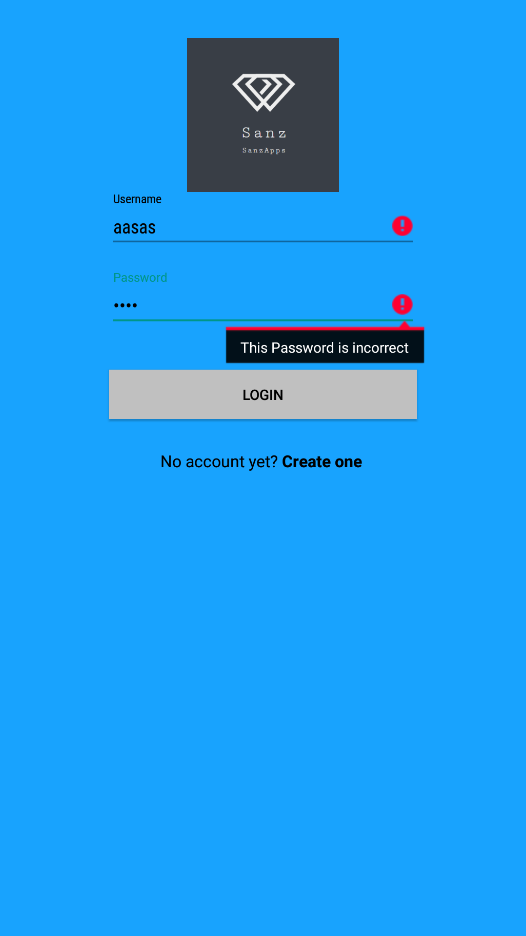 Sanz
SanzApps
Username
aasas
Password
••••
This Password is incorrect
LOGIN
No account yet? Create one